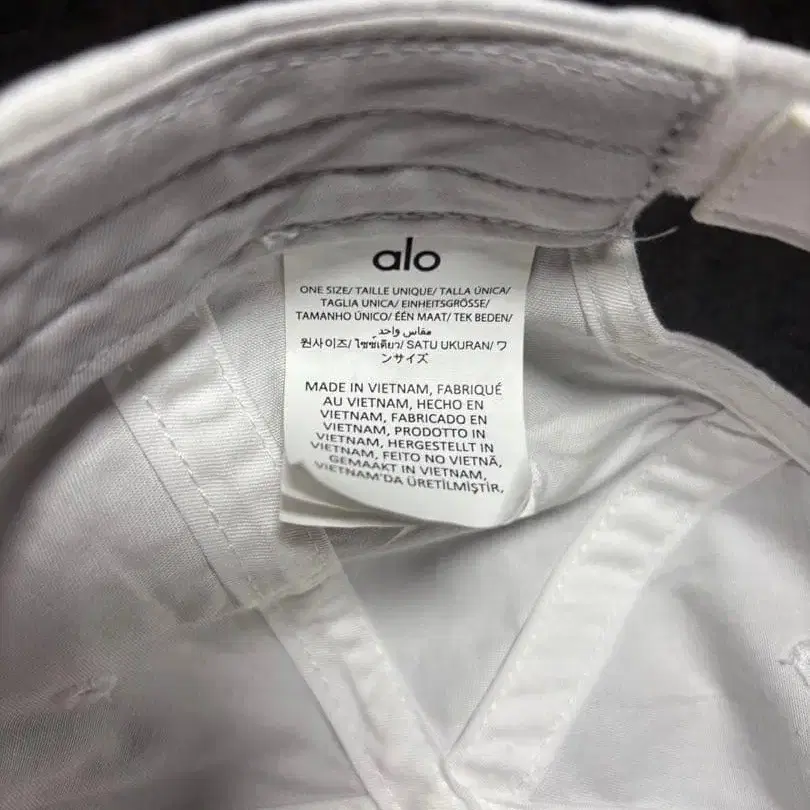 alo
ONE SIZE/ TAILLE UNIQUE/ TALLA ÚNICA/
TAGLIA UNICA/ EINHEITSGRÖSSE/
TAMANHO ÚNICO/ ÉÉN MAAT/ TEK BEDEN/
مقاس واحد
원사이즈/ ไซซ์เดียว/ SATU UKURAN/ ワ
ンサイズ
MADE IN VIETNAM, FABRIQUÉ
AU VIETNAM, HECHO EN
VIETNAM, FABRICADO EN
VIETNAM, PRODOTTO IN
VIETNAM, HERGESTELLT IN
VIETNAM, FEITO NO VIETNÃ,
GEMAAKT IN VIETNAM,
VIETNAM'DA ÜRETİLMİŞTİR,